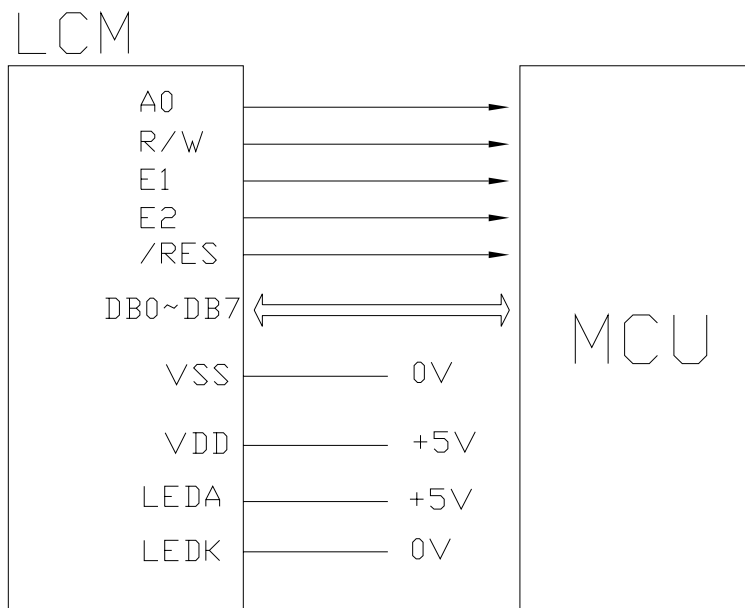 LCM
A0
R/W
E1
E2
/RES
DB0~DB7
MCU
VSS 0V
VDD +5V
LEDA +5V
LEDK 0V